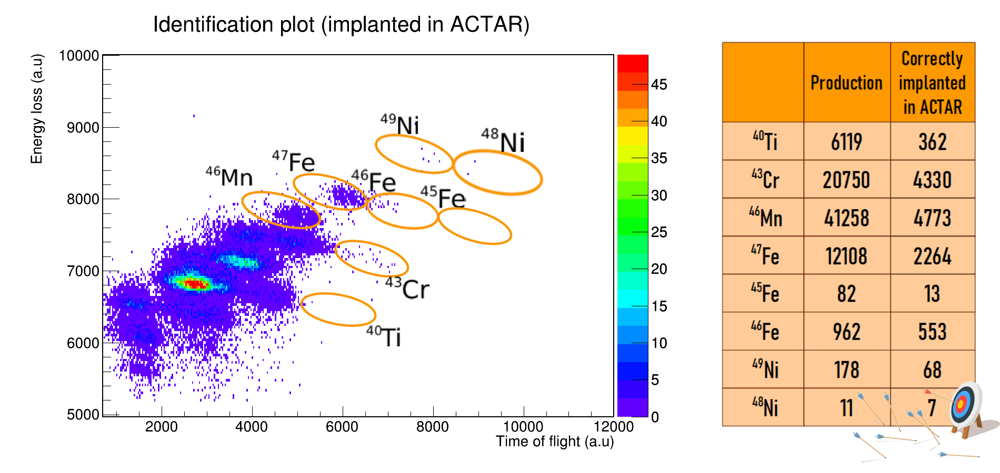 Identification plot (implanted in ACTAR)
Energy loss (a.u)
10000
9000
8000
7000
6000
5000
2000
4000
6000
8000
10000
12000
Time of flight (a.u)
49Ni
48Ni
47Fe
46Mn
46Fe
45Fe
43Cr
40Ti
45
40
35
30
25
20
15
10
5
0
Production
Correctly
implanted
in ACTAR
40Ti 6119 362
43Cr 20750 4330
46Mn 41258 4773
47Fe 12108 2264
45Fe 82 13
46Fe 962 553
49Ni 178 68
48Ni 11 7